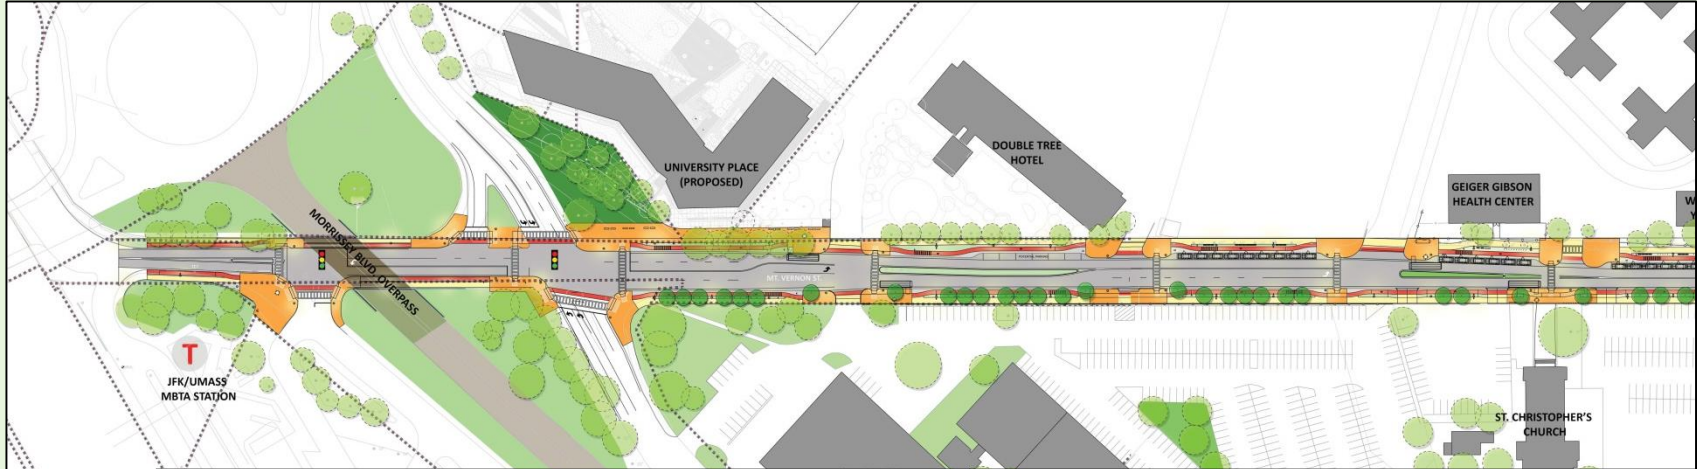 UNIVERSITY PLACE
(PROPOSED)
DOUBLE TREE
HOTEL
GEIGER GIBSON
HEALTH CENTER
W
Y
MORRISSEY BLVD. OVERPASS
MT. VERNON ST.
T
JFK/UMASS
MBTA STATION
ST. CHRISTOPHER'S
CHURCH